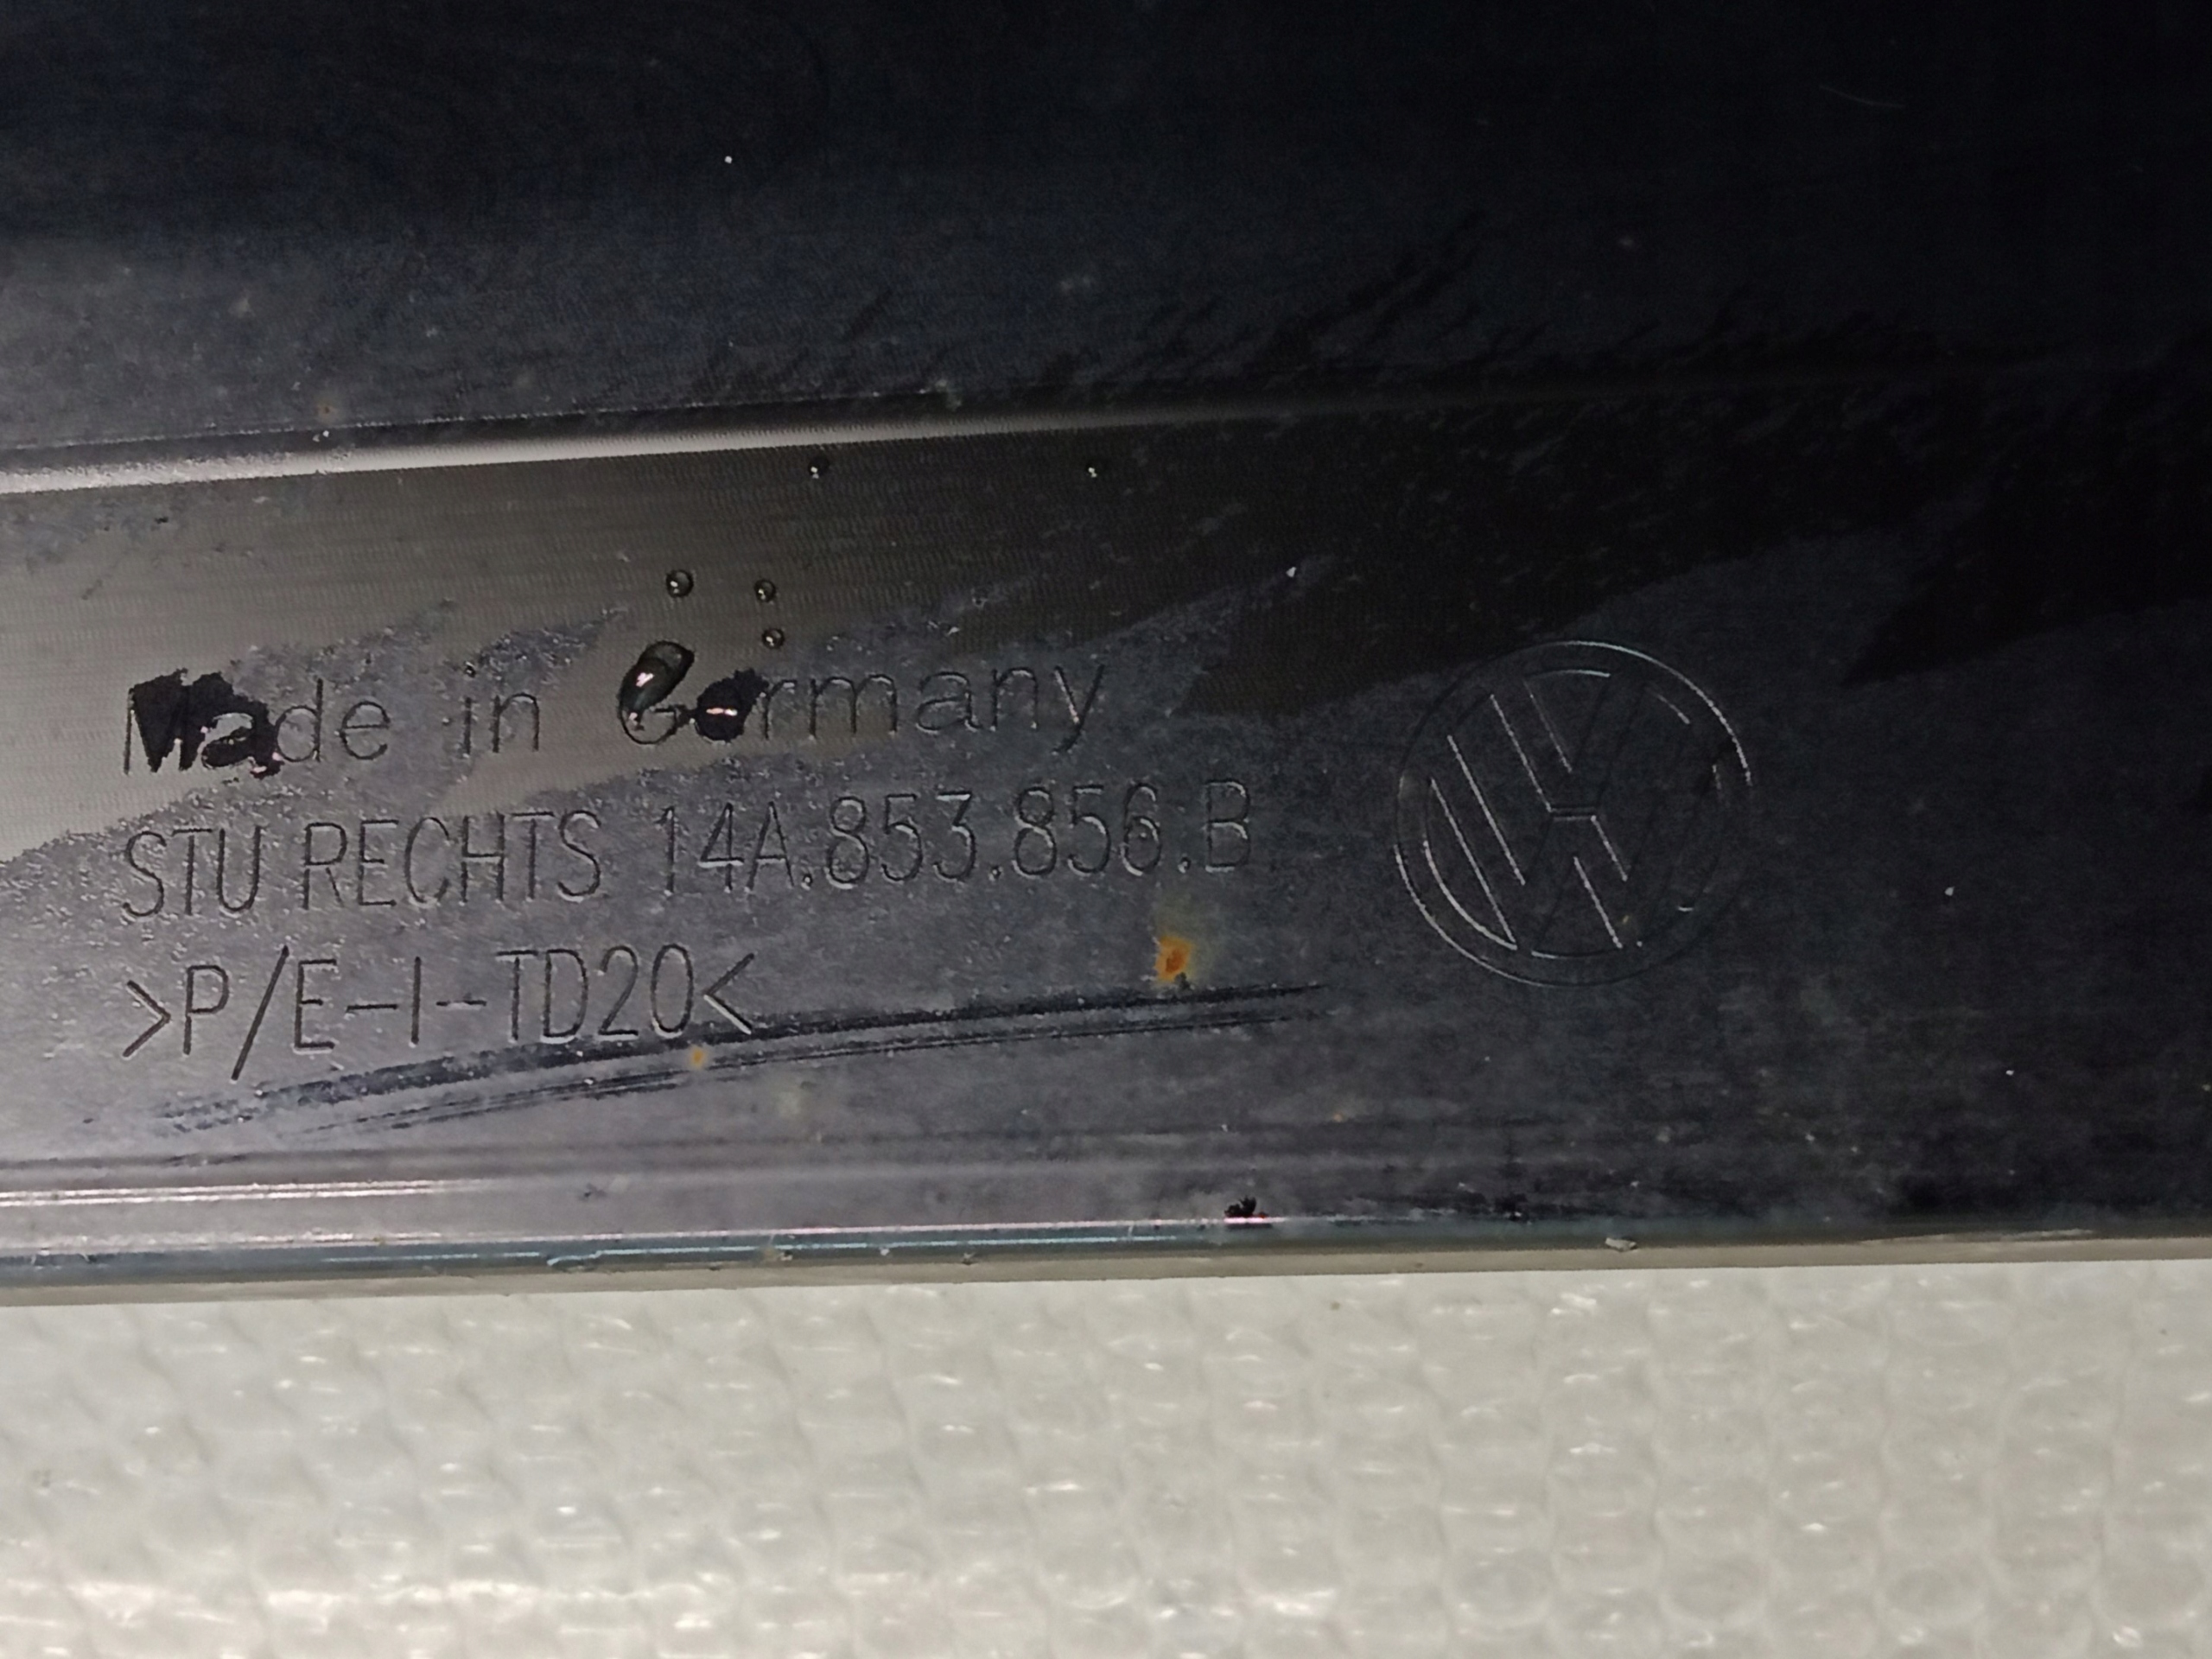 Made in Germany
STU RECHTS 14A.853.856.B
>P/E-I-TD20<